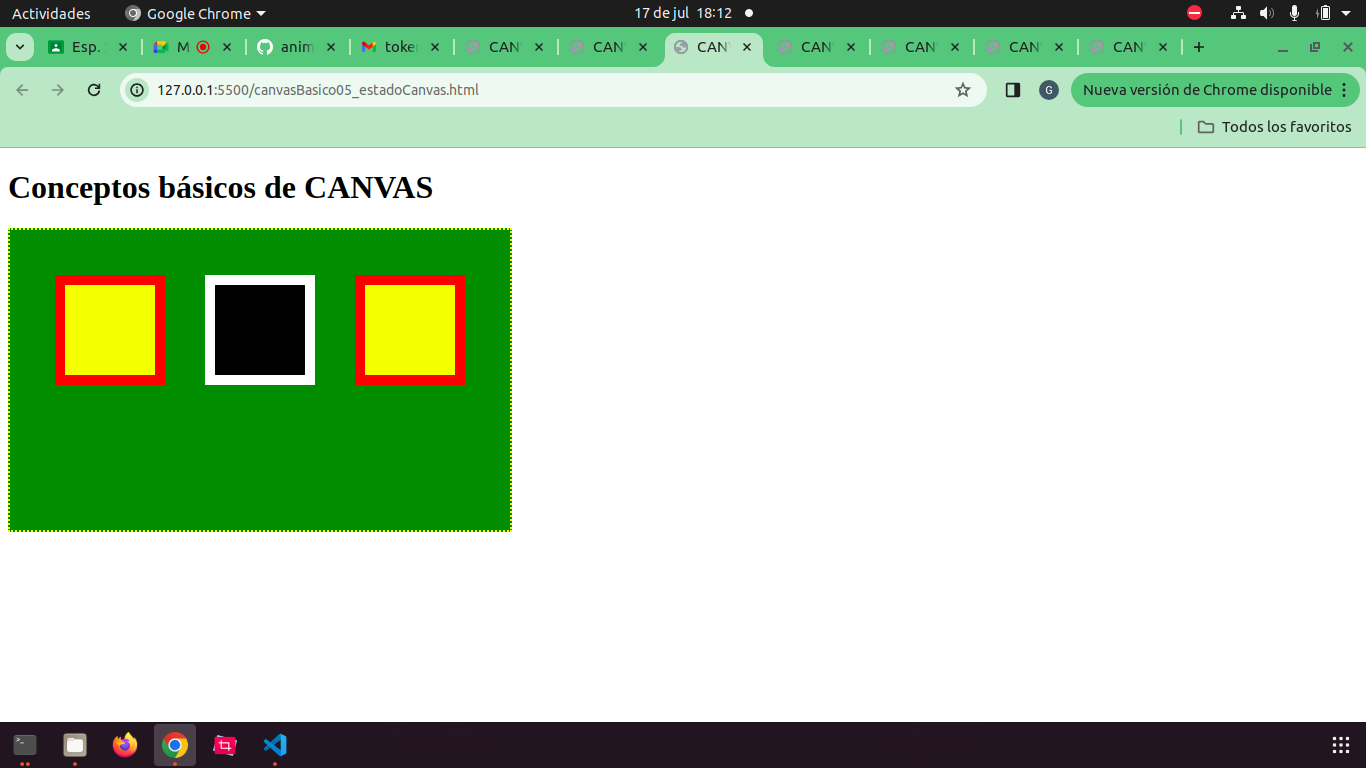 Actividades Google Chrome 17 de jul 18:12
Esp. M anim toke CAN CAN CAN CAN CAN CAN CAN
127.0.0.1:5500/canvasBasico05_estadoCanvas.html G Nueva versión de Chrome disponible
Todos los favoritos
Conceptos básicos de CANVAS